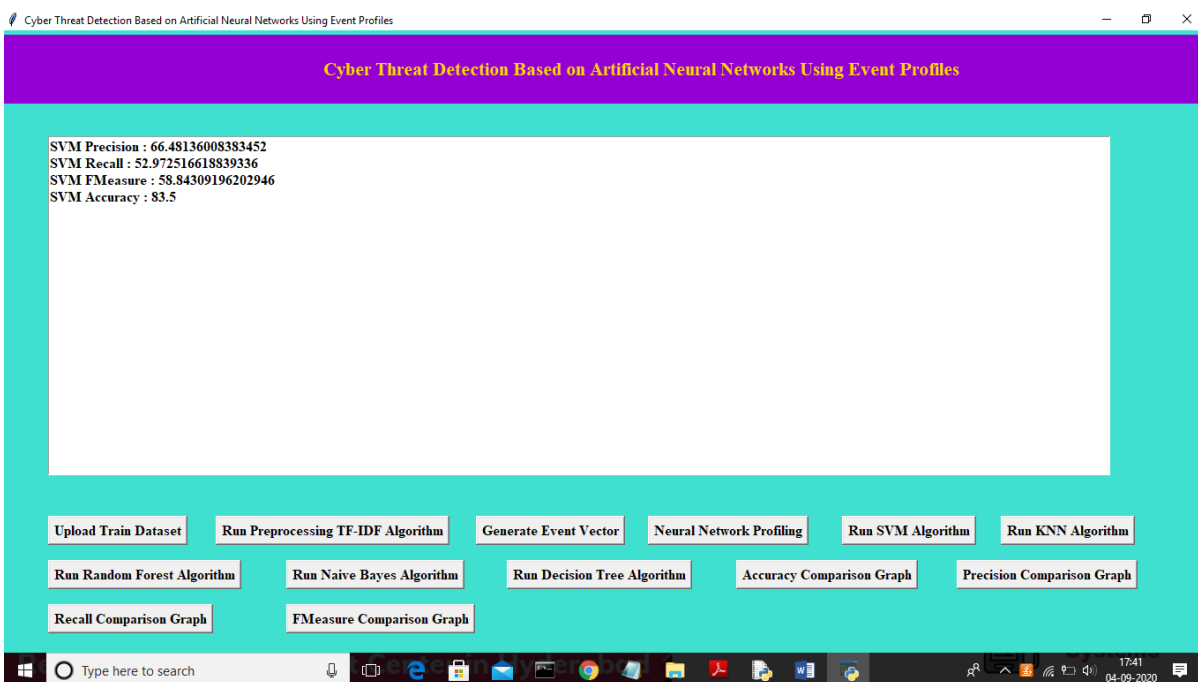 Cyber Threat Detection Based on Artificial Neural Networks Using Event Profiles
Cyber Threat Detection Based on Artificial Neural Networks Using Event Profiles
SVM Precision : 66.48136008383452
SVM Recall : 52.972516618839336
SVM FMeasure : 58.84309196202946
SVM Accuracy : 83.5
Upload Train Dataset Run Preprocessing TF-IDF Algorithm Generate Event Vector Neural Network Profiling Run SVM Algorithm Run KNN Algorithm
Run Random Forest Algorithm Run Naive Bayes Algorithm Run Decision Tree Algorithm Accuracy Comparison Graph Precision Comparison Graph
Recall Comparison Graph FMeasure Comparison Graph
Type here to search
17:41
04-09-2020